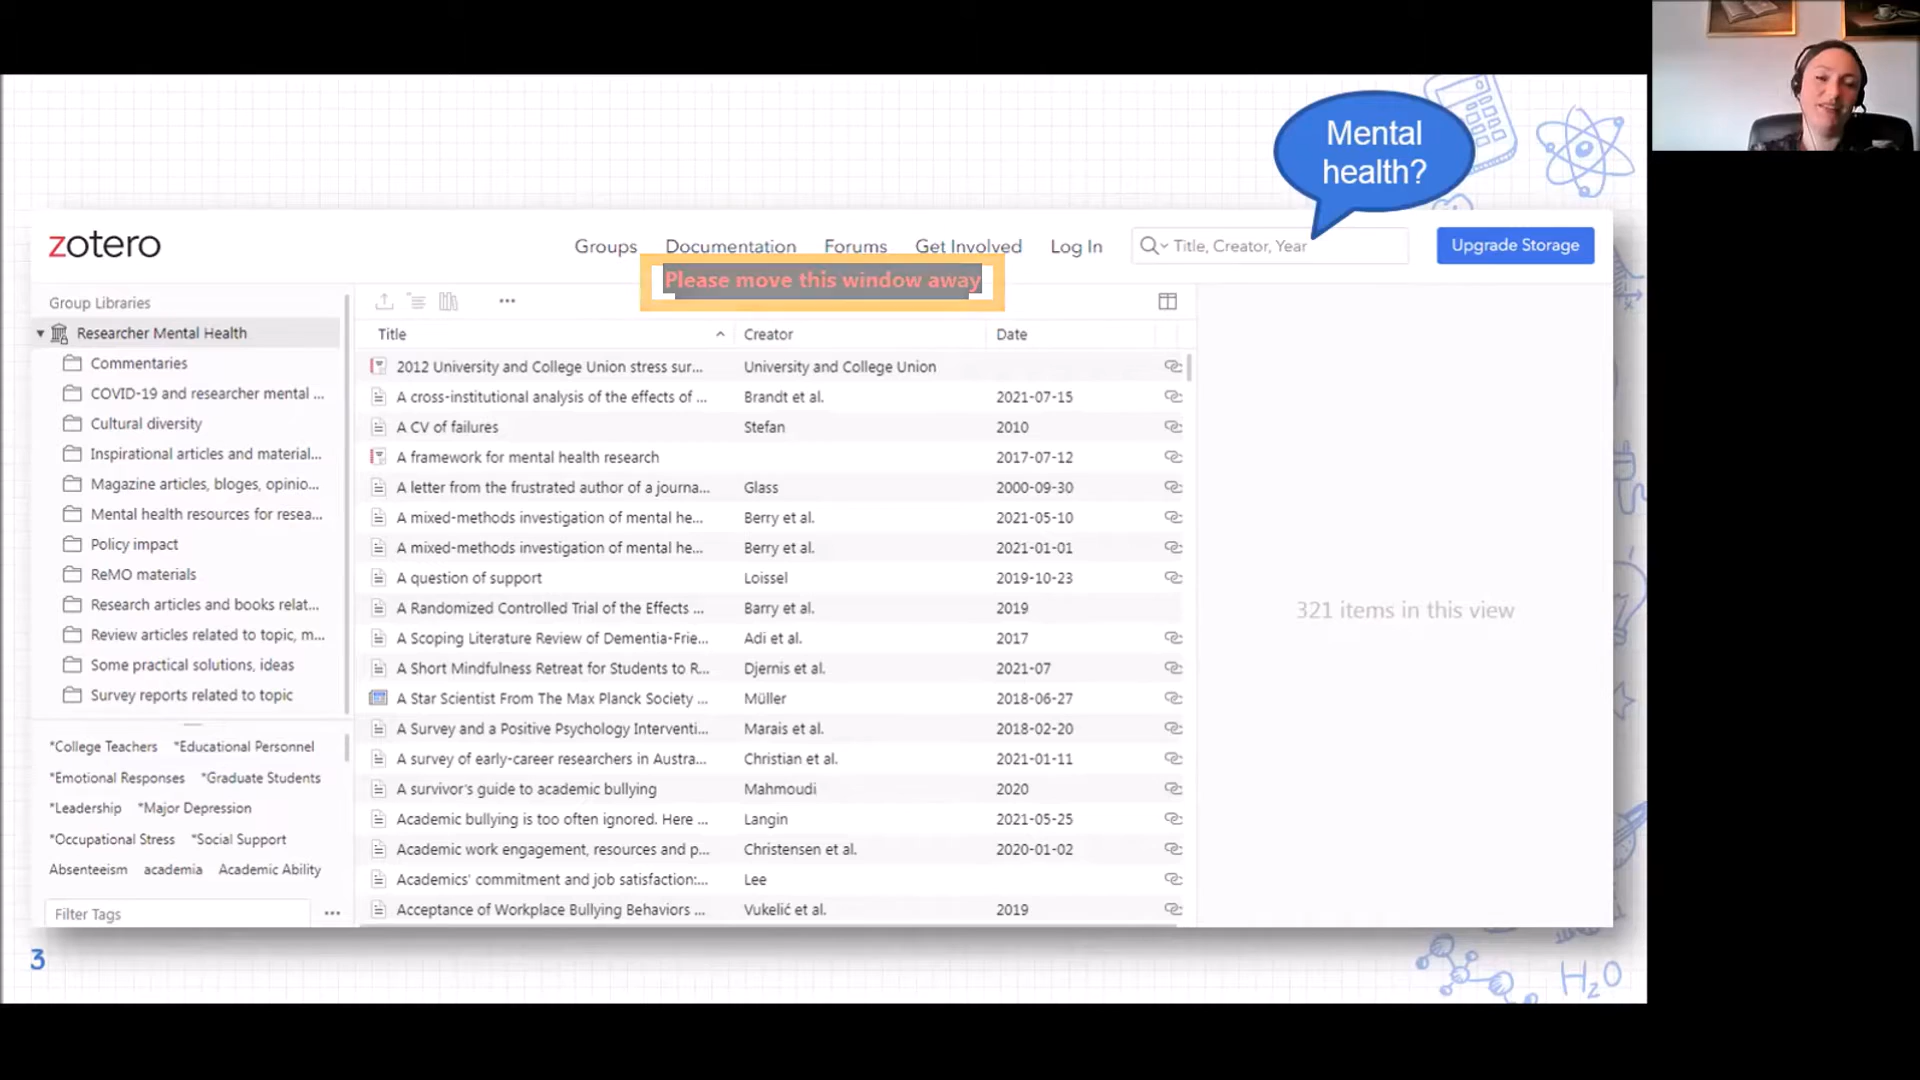 Mental
health?
zotero
Groups Documentation Forums Get Involved Log In Title, Creator, Year Upgrade Storage
Please move this window away
Group Libraries
Researcher Mental Health
Commentaries
COVID-19 and researcher mental ...
Cultural diversity
Inspirational articles and material...
Magazine articles, bloges, opinio...
Mental health resources for resea...
Policy impact
ReMO materials
Research articles and books relat...
Review articles related to topic, m...
Some practical solutions, ideas
Survey reports related to topic
*College Teachers *Educational Personnel
*Emotional Responses *Graduate Students
*Leadership *Major Depression
*Occupational Stress *Social Support
Absenteeism academia Academic Ability
Filter Tags
Title Creator Date
2012 University and College Union stress sur... University and College Union
A cross-institutional analysis of the effects of ... Brandt et al. 2021-07-15
A CV of failures Stefan 2010
A framework for mental health research 2017-07-12
A letter from the frustrated author of a journa... Glass 2000-09-30
A mixed-methods investigation of mental he... Berry et al. 2021-05-10
A mixed-methods investigation of mental he... Berry et al. 2021-01-01
A question of support Loissel 2019-10-23
A Randomized Controlled Trial of the Effects ... Barry et al. 2019
A Scoping Literature Review of Dementia-Frie... Adi et al. 2017
A Short Mindfulness Retreat for Students to R... Djernis et al. 2021-07
A Star Scientist From The Max Planck Society ... Müller 2018-06-27
A Survey and a Positive Psychology Interventi... Marais et al. 2018-02-20
A survey of early-career researchers in Austra... Christian et al. 2021-01-11
A survivor's guide to academic bullying Mahmoudi 2020
Academic bullying is too often ignored. Here ... Langin 2021-05-25
Academic work engagement, resources and p... Christensen et al. 2020-01-02
Academics' commitment and job satisfaction:... Lee
Acceptance of Workplace Bullying Behaviors ... Vukelić et al. 2019
321 items in this view
3
H2O